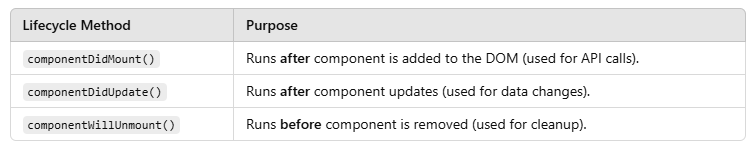 Lifecycle Method Purpose
componentDidMount() Runs after component is added to the DOM (used for API calls).
componentDidUpdate() Runs after component updates (used for data changes).
componentWillUnmount() Runs before component is removed (used for cleanup).